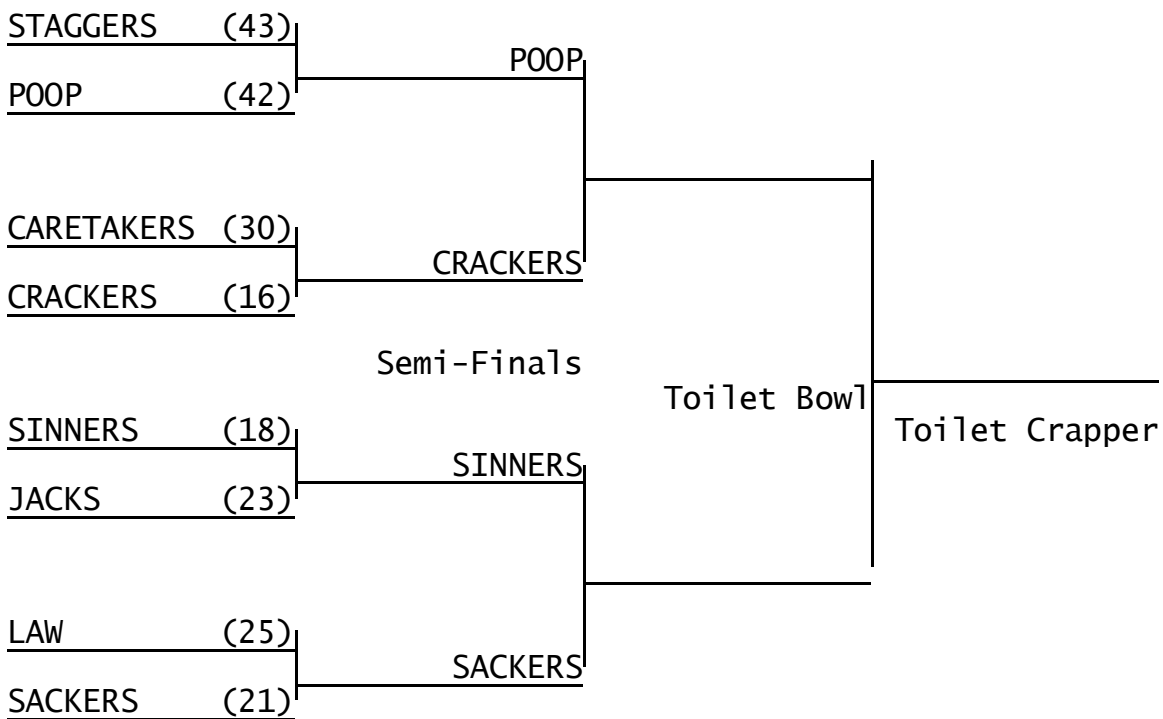 STAGGERS (43)
POOP
POOP (42)
CARETAKERS (30)
CRACKERS
CRACKERS (16)
Semi-Finals
Toilet Bowl
SINNERS (18)
Toilet Crapper
SINNERS
JACKS (23)
LAW (25)
SACKERS
SACKERS (21)